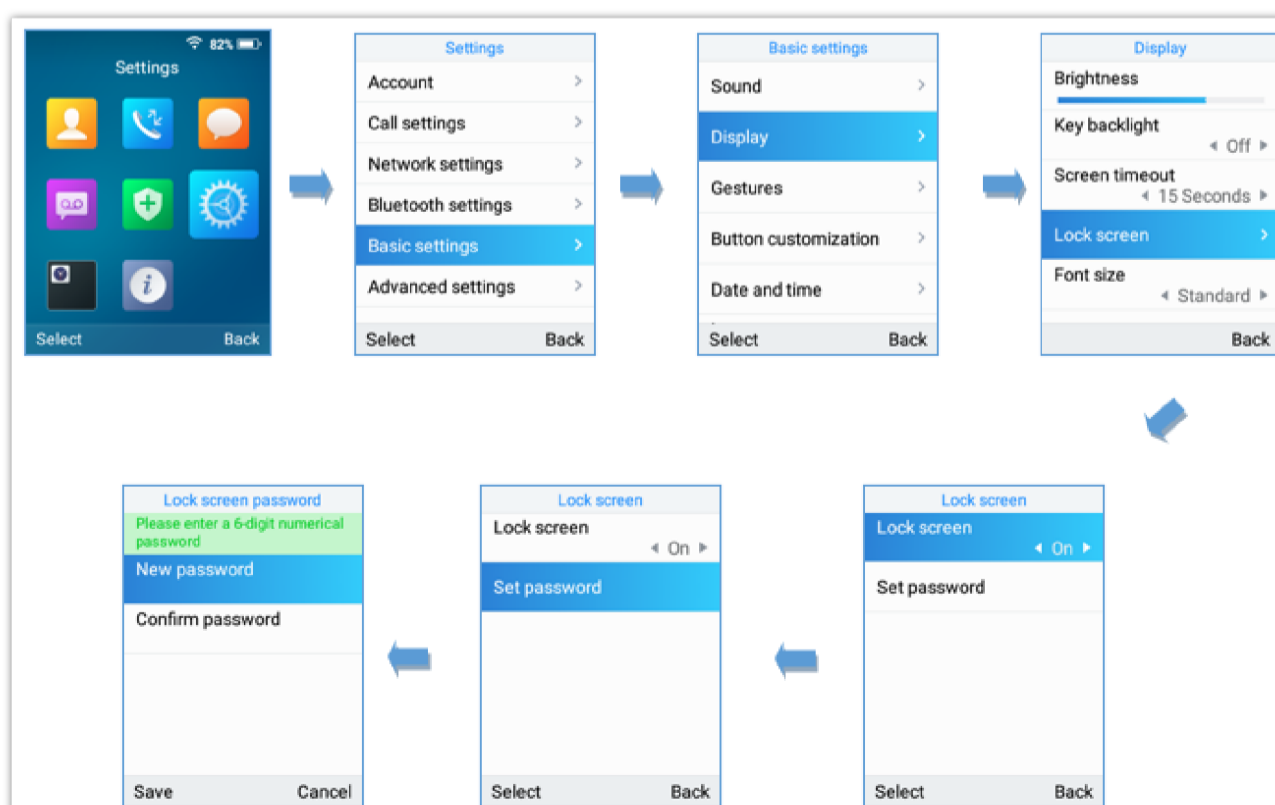 82%
Settings
Select Back
Settings
Account
Call settings
Network settings
Bluetooth settings
Basic settings
Advanced settings
Select Back
Basic settings
Sound
Display
Gestures
Button customization
Date and time
Select Back
Display
Brightness
Key backlight
Off
Screen timeout
15 Seconds
Lock screen
Font size
Standard
Back
Lock screen
Lock screen
On
Set password
Select Back
Lock screen
Lock screen
On
Set password
Select Back
Lock screen password
Please enter a 6-digit numerical
password
New password
Confirm password
Save Cancel